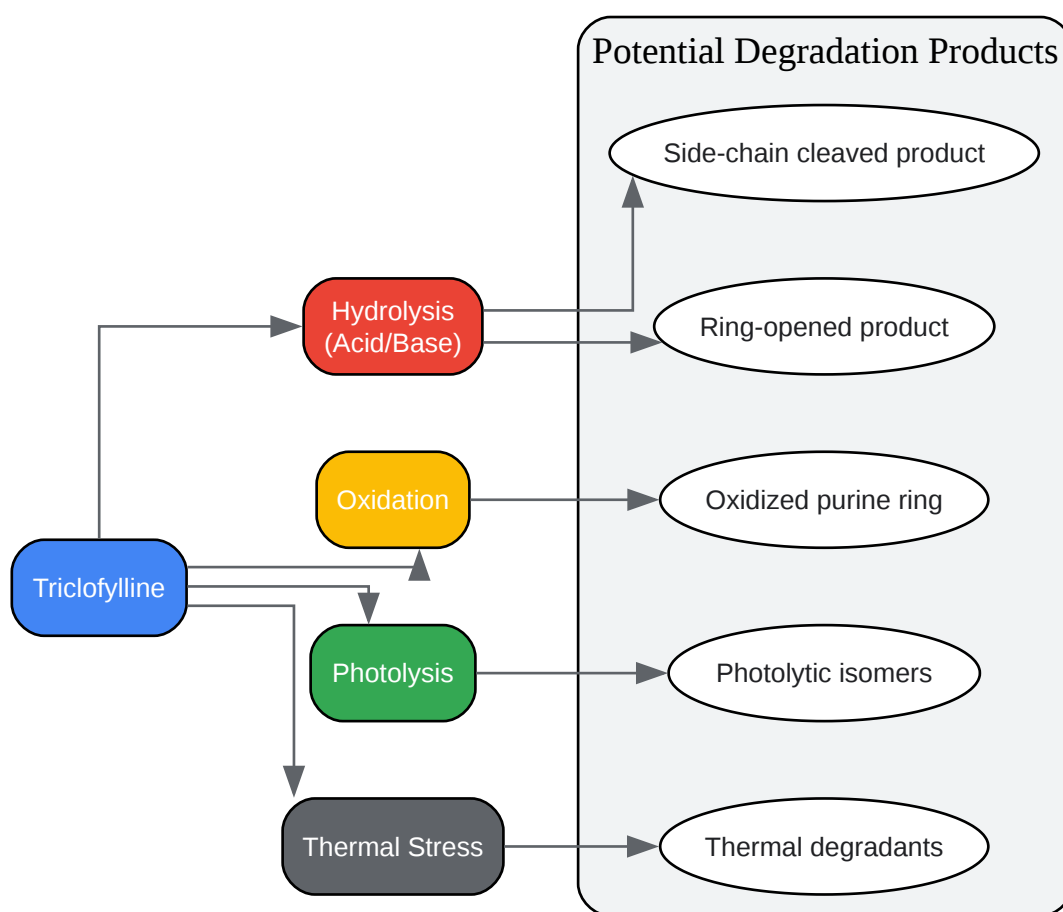 Potential Degradation Products
Side-chain cleaved product
Hydrolysis
(Acid/Base)
Ring-opened product
Oxidation
Oxidized purine ring
Triclofylline
Photolysis
Photolytic isomers
Thermal Stress
Thermal degradants